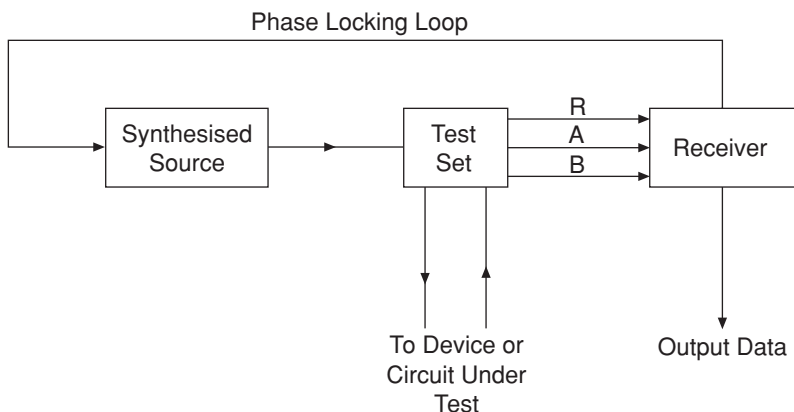 Phase Locking Loop
Synthesised
Source
Test
Set
R
A
B
Receiver
To Device or
Circuit Under
Test
Output Data